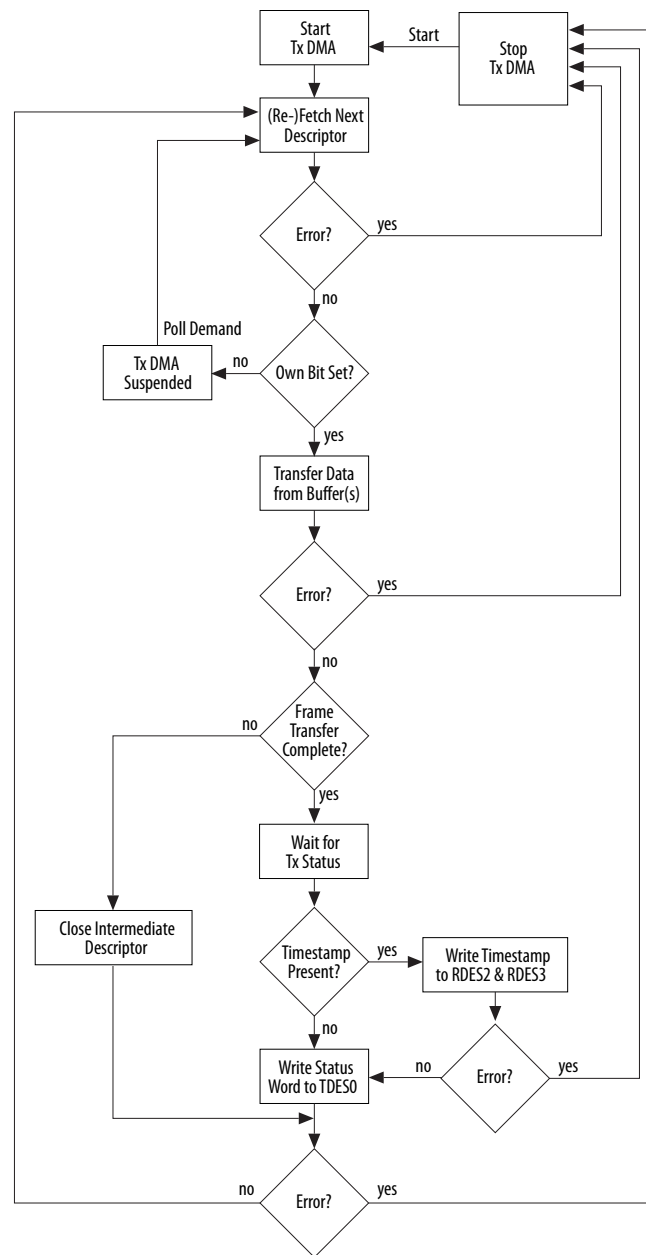 Start
Tx DMA
Start
Stop
Tx DMA
(Re-)Fetch Next
Descriptor
Error?
yes
no
Poll Demand
Tx DMA
Suspended
no
Own Bit Set?
yes
Transfer Data
from Buffer(s)
Error?
yes
no
no
Frame
Transfer
Complete?
yes
Wait for
Tx Status
Close Intermediate
Descriptor
Timestamp
Present?
yes
Write Timestamp
to RDES2 & RDES3
no
Write Status
Word to TDES0
no
Error?
yes
no
Error?
yes